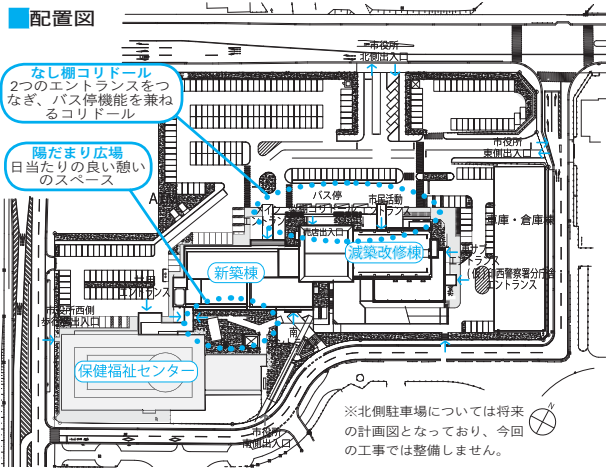 ■配置図
市役所
北側出入口
なし棚コリドール
2つのエントランスをつ
なぎ、バス停機能を兼ね
るコリドール
市役所
東側出入口
陽だまり広場
日当たりの良い憩い
のスペース
バス停
市民活動
エントランス
売店出入口
車庫・倉庫棟
減築改修棟
新築棟
エントランス
(仮)印西警察署分庁舎
エントランス
市役所西側
歩行者出入口
南
保健福祉センター
市役所
南側出入口
※北側駐車場については将来
の計画図となっており、今回
の工事では整備しません。